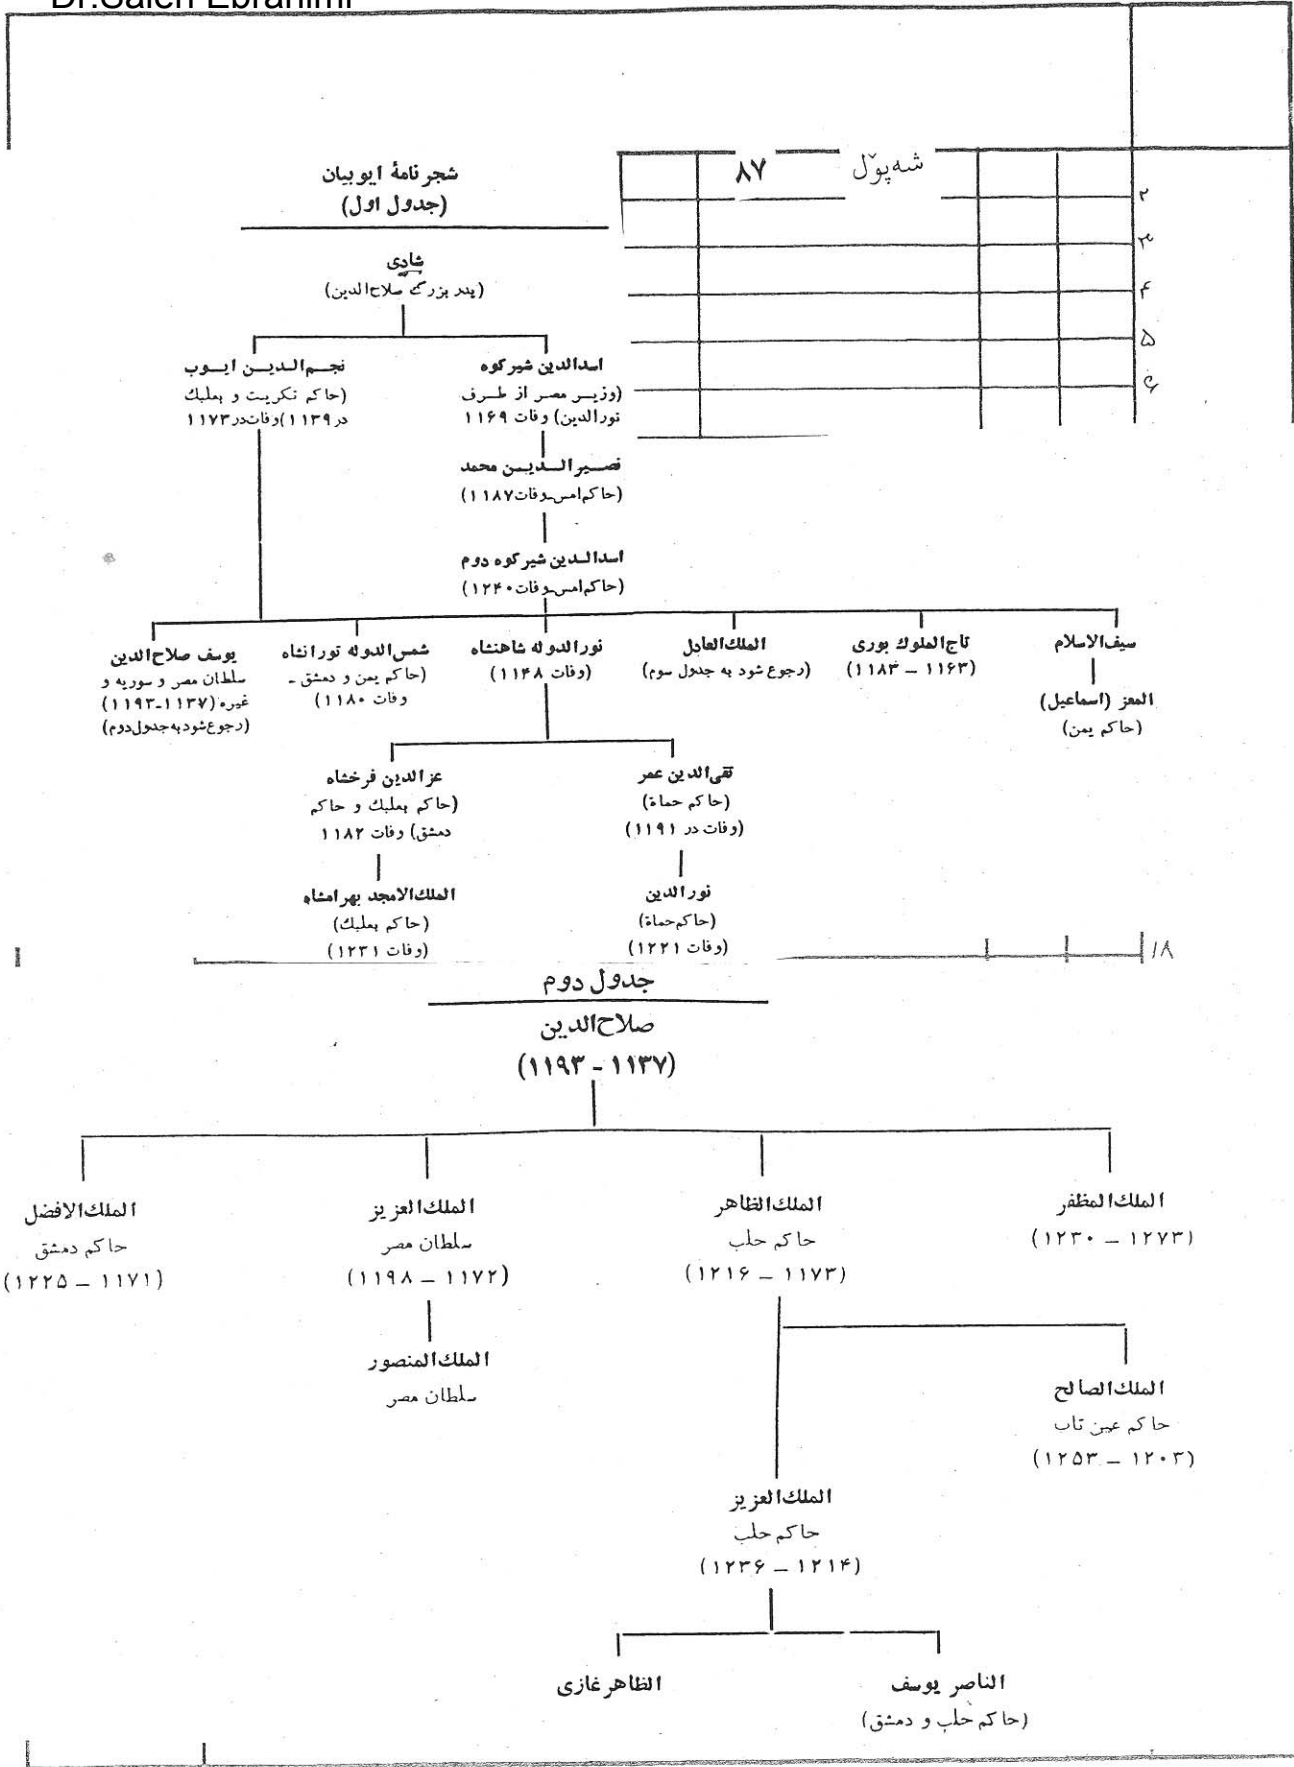 Dr.Saleh Ebrahimi
شەپۆل ۸۷
۲
۳
۴
۵
۶
شجرنامهٔ ایوبیان
(جدول اول)
شادی
(پدر بزرگ صلاح‌الدین)
اسدالدین شیرکوه
(وزیر مصر از طرف
نورالدین) وفات ۱۱۶۹
نجم‌الدین ایوب
(حاکم تکریت و بعلبک
در ۱۱۳۹) وفات در ۱۱۷۳
نصیرالدین محمد
(حاکم امس ـ وفات ۱۱۸۷)
اسدالدین شیرکوه دوم
(حاکم امس ـ وفات ۱۲۴۰)
سیف‌الاسلام
المعز (اسماعیل)
(حاکم یمن)
تاج‌الملوک بوری
(۱۱۶۳ – ۱۱۸۴)
الملک‌العادل
(رجوع شود به جدول سوم)
نورالدوله شاهنشاه
(وفات ۱۱۴۸)
شمس‌الدوله تورانشاه
(حاکم یمن و دمشق ـ
وفات ۱۱۸۰)
یوسف صلاح‌الدین
سلطان مصر و سوریه و
غیره (۱۱۳۷-۱۱۹۳)
(رجوع شود به جدول دوم)
تقی‌الدین عمر
(حاکم حماة)
(وفات در ۱۱۹۱)
نورالدین
(حاکم حماة)
(وفات ۱۲۲۱)
عزالدین فرخشاه
(حاکم بعلبک و حاکم
دمشق) وفات ۱۱۸۲
الملک‌الامجد بهرامشاه
(حاکم بعلبک)
(وفات ۱۲۳۱)
۱۸
جدول دوم
صلاح‌الدین
(۱۱۳۷ - ۱۱۹۳)
الملک‌المظفر
(۱۲۷۳ – ۱۲۳۰)
الملک‌الظاهر
حاکم حلب
(۱۱۷۳ – ۱۲۱۶)
الملک‌العزیز
سلطان مصر
(۱۱۷۲ – ۱۱۹۸)
الملک‌الافضل
حاکم دمشق
(۱۱۷۱ – ۱۲۲۵)
الملک‌المنصور
سلطان مصر
الملک‌الصالح
حاکم عین تاب
(۱۲۰۳ – ۱۲۵۳)
الملک‌العزیز
حاکم حلب
(۱۲۱۴ – ۱۲۳۶)
الناصر یوسف
(حاکم حلب و دمشق)
الظاهر غازی